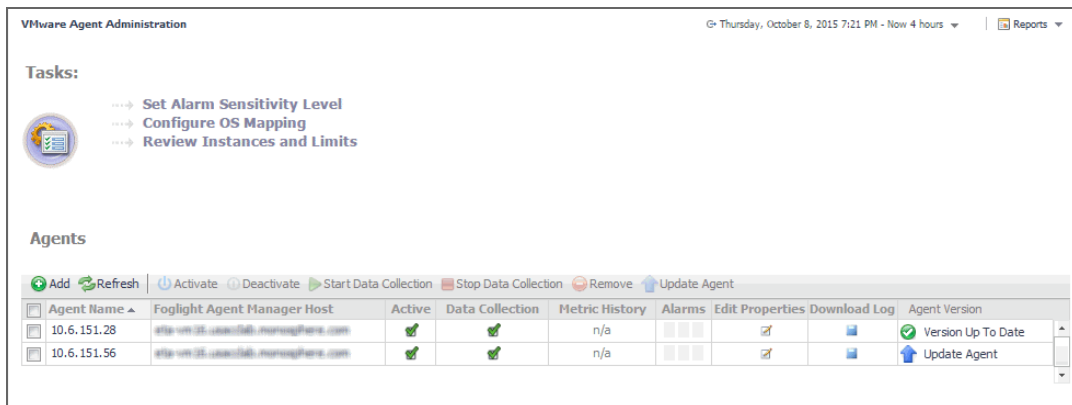 VMware Agent Administration
Thursday, October 8, 2015 7:21 PM - Now 4 hours
Reports
Tasks:
Set Alarm Sensitivity Level
Configure OS Mapping
Review Instances and Limits
Agents
Add Refresh Activate Deactivate Start Data Collection Stop Data Collection Remove Update Agent
Agent Name Foglight Agent Manager Host Active Data Collection Metric History Alarms Edit Properties Download Log Agent Version
10.6.151.28 n/a Version Up To Date
10.6.151.56 n/a Update Agent